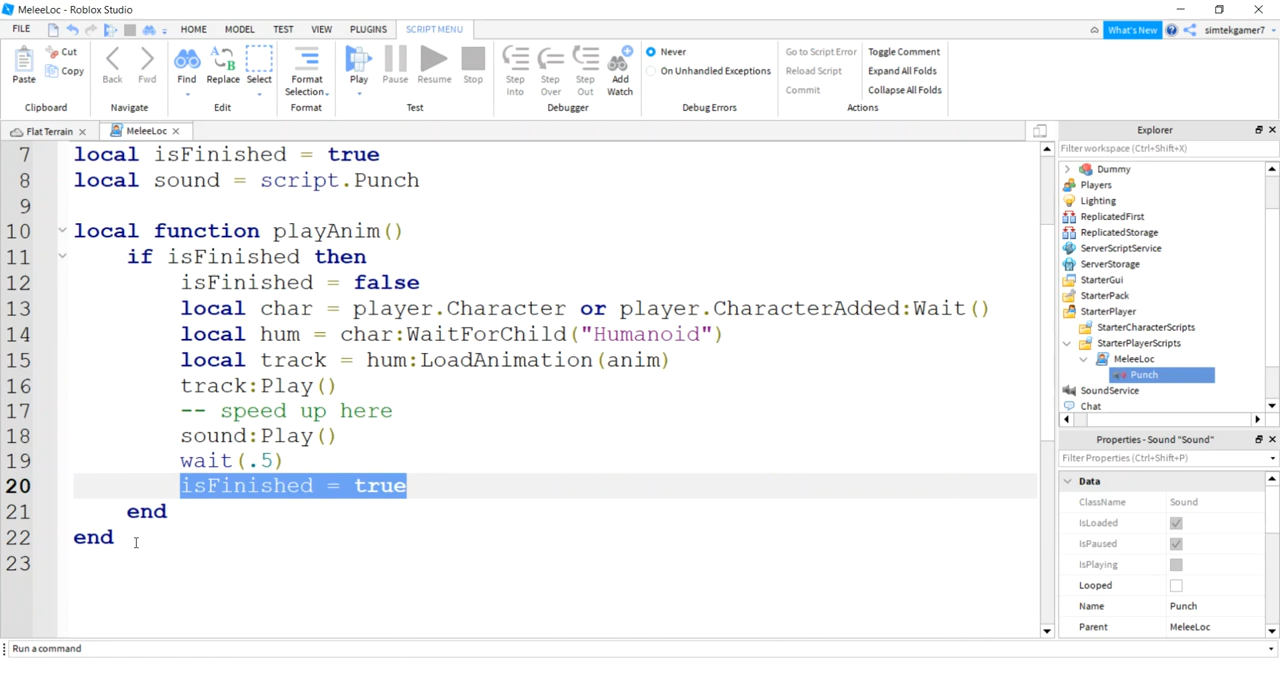 MeleeLoc - Roblox Studio
FILE HOME MODEL TEST VIEW PLUGINS SCRIPT MENU What's New simtekgamer7
Paste Cut Copy Back Fwd Find Replace Select Format Selection Play Pause Resume Stop Step Into Step Over Step Out Add Watch Never On Unhandled Exceptions Go to Script Error Reload Script Commit Toggle Comment Expand All Folds Collapse All Folds
Clipboard Navigate Edit Format Test Debugger Debug Errors Actions
Flat Terrain MeleeLoc
7 local isFinished = true
8 local sound = script.Punch
9
10 local function playAnim()
11 if isFinished then
12 isFinished = false
13 local char = player.Character or player.CharacterAdded:Wait()
14 local hum = char:WaitForChild("Humanoid")
15 local track = hum:LoadAnimation(anim)
16 track:Play()
17 -- speed up here
18 sound:Play()
19 wait(.5)
20 isFinished = true
21 end
22 end
23
Explorer
Filter workspace (Ctrl+Shift+X)
Dummy
Players
Lighting
ReplicatedFirst
ReplicatedStorage
ServerScriptService
ServerStorage
StarterGui
StarterPack
StarterPlayer
StarterCharacterScripts
StarterPlayerScripts
MeleeLoc
Punch
SoundService
Chat
Properties - Sound "Sound"
Filter Properties (Ctrl+Shift+P)
Data
ClassName Sound
IsLoaded
IsPaused
IsPlaying
Looped
Name Punch
Parent MeleeLoc
Run a command